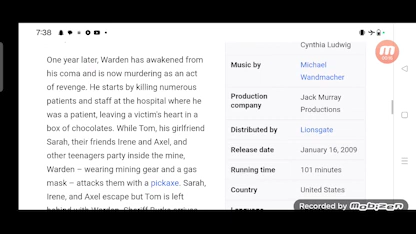 7:38
One year later, Warden has awakened from
his coma and is now murdering as an act
of revenge. He starts by killing numerous
patients and staff at the hospital where he
was a patient, leaving a victim's heart in a
box of chocolates. While Tom, his girlfriend
Sarah, their friends Irene and Axel, and
other teenagers party inside the mine,
Warden – wearing mining gear and a gas
mask – attacks them with a pickaxe. Sarah,
Irene, and Axel escape but Tom is left
Cynthia Ludwig
Music by Michael
Wandmacher
Production Jack Murray
company Productions
Distributed by Lionsgate
Release date January 16, 2009
Running time 101 minutes
Country United States
Recorded by mobizen